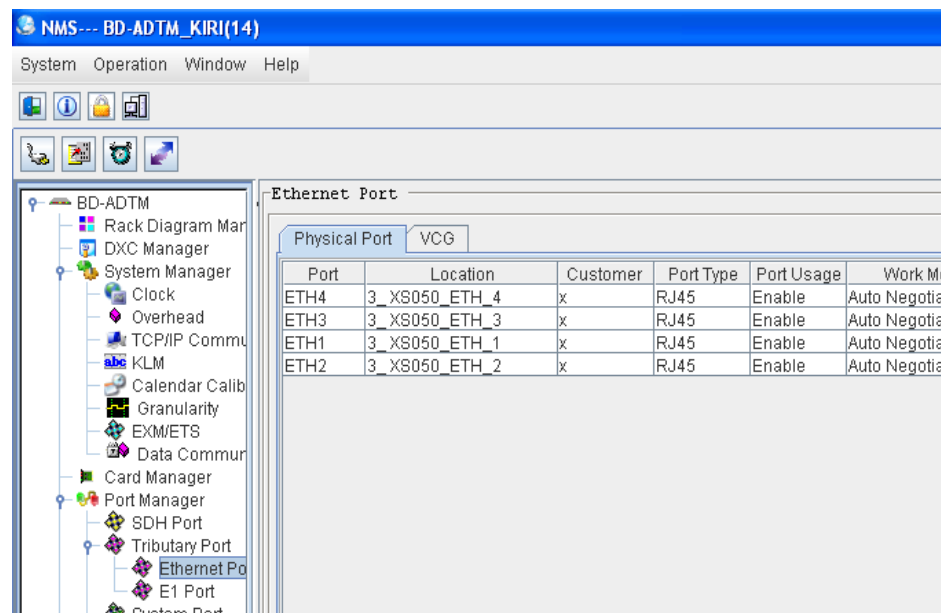 NMS--- BD-ADTM_KIRI(14)
System Operation Window Help
BD-ADTM
Rack Diagram Mar
DXC Manager
System Manager
Clock
Overhead
TCP/IP Commu
abc KLM
Calendar Calib
Granularity
EXM/ETS
Data Commun
Card Manager
Port Manager
SDH Port
Tributary Port
Ethernet Po
E1 Port
System Port
Ethernet Port
Physical Port VCG
Port Location Customer Port Type Port Usage Work M
ETH4 3_XS050_ETH_4 x RJ45 Enable Auto Negotia
ETH3 3_XS050_ETH_3 x RJ45 Enable Auto Negotia
ETH1 3_XS050_ETH_1 x RJ45 Enable Auto Negotia
ETH2 3_XS050_ETH_2 x RJ45 Enable Auto Negotia